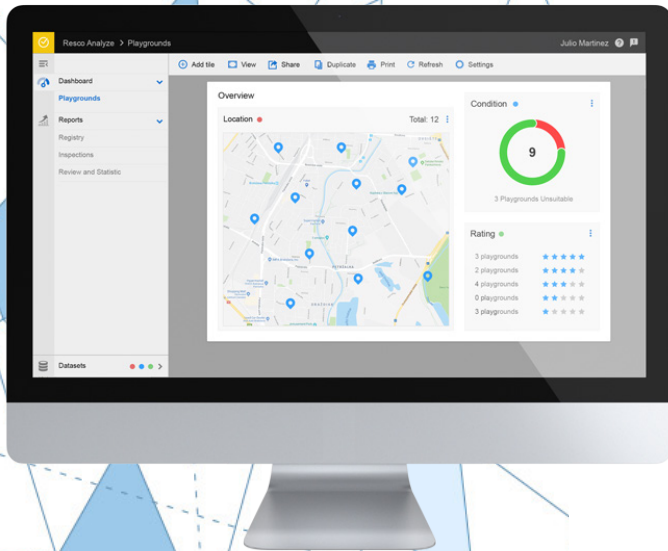 Resco Analyze > Playgrounds
Julio Martinez
Add tile View Share Duplicate Print Refresh Settings
Dashboard
Playgrounds
Reports
Registry
Inspections
Review and Statistic
Datasets
Overview
Location
Total: 12
Condition
9
3 Playgrounds Unsuitable
Rating
3 playgrounds
2 playgrounds
4 playgrounds
0 playgrounds
3 playgrounds